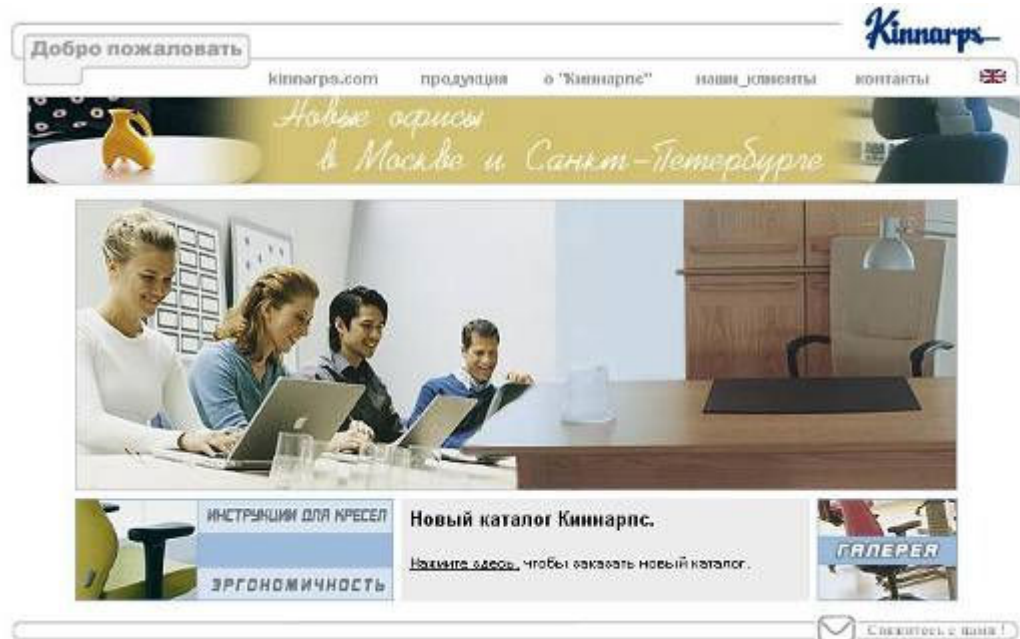 Kinnarps
Добро пожаловать
kinnarps.com продукция о "Киннарпс" наши_клиенты контакты
Новые офисы
в Москве и Санкт-Петербурге
ИНСТРУКЦИИ ДЛЯ КРЕСЕЛ
ЭРГОНОМИЧНОСТЬ
Новый каталог Киннарпс.
Нажмите здесь, чтобы заказать новый каталог.
ГАЛЕРЕЯ
Свяжитесь с нами !